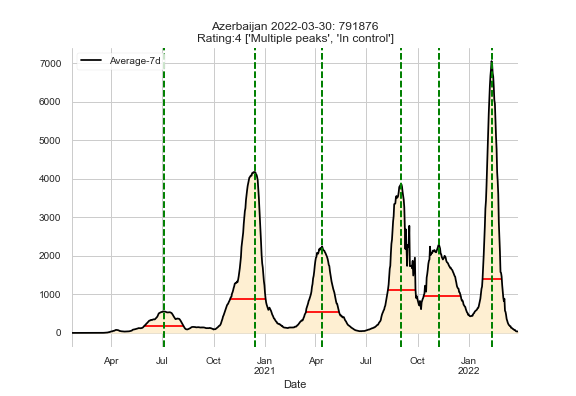 Azerbaijan 2022-03-30: 791876
Rating:4 ['Multiple peaks', 'In control']
Average-7d
7000
6000
5000
4000
3000
2000
1000
0
Apr Jul Oct Jan Apr Jul Oct Jan
2021 2022
Date